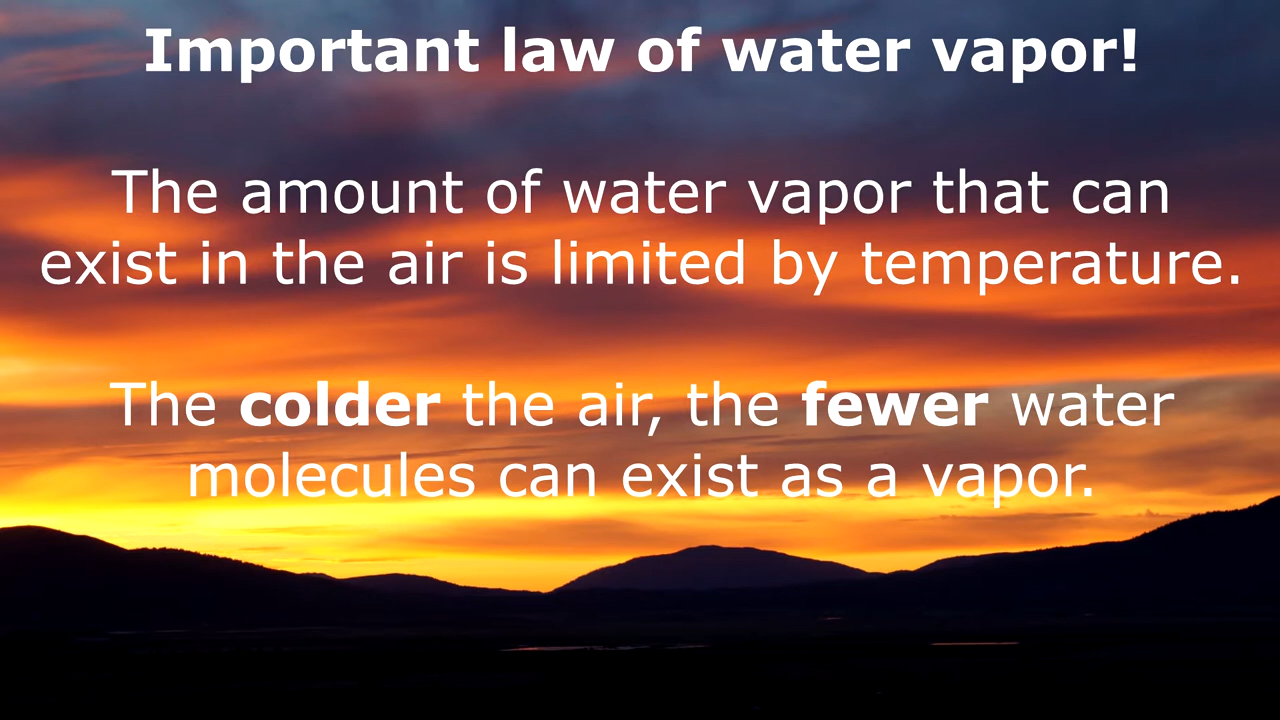 Important law of water vapor!
The amount of water vapor that can
exist in the air is limited by temperature.
The colder the air, the fewer water
molecules can exist as a vapor.